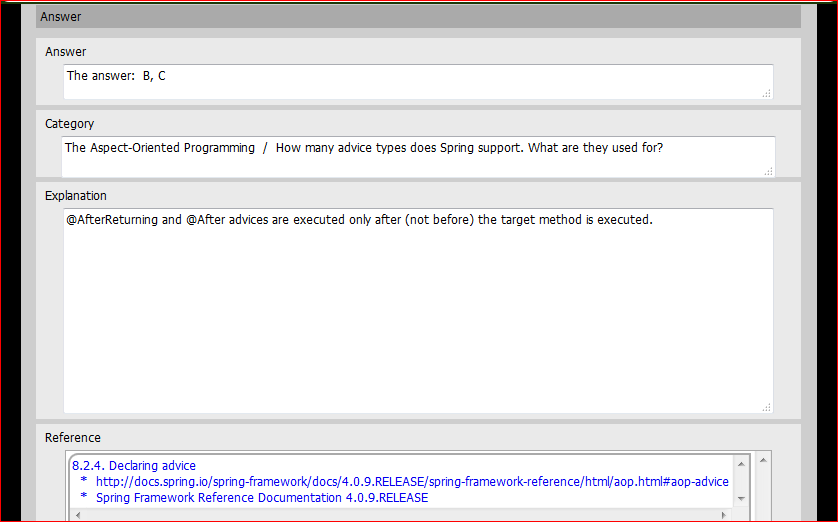 Answer
Answer
The answer:  B, C
Category
The Aspect-Oriented Programming  /  How many advice types does Spring support. What are they used for?
Explanation
@AfterReturning and @After advices are executed only after (not before) the target method is executed.
Reference
8.2.4. Declaring advice
* http://docs.spring.io/spring-framework/docs/4.0.9.RELEASE/spring-framework-reference/html/aop.html#aop-advice
* Spring Framework Reference Documentation 4.0.9.RELEASE